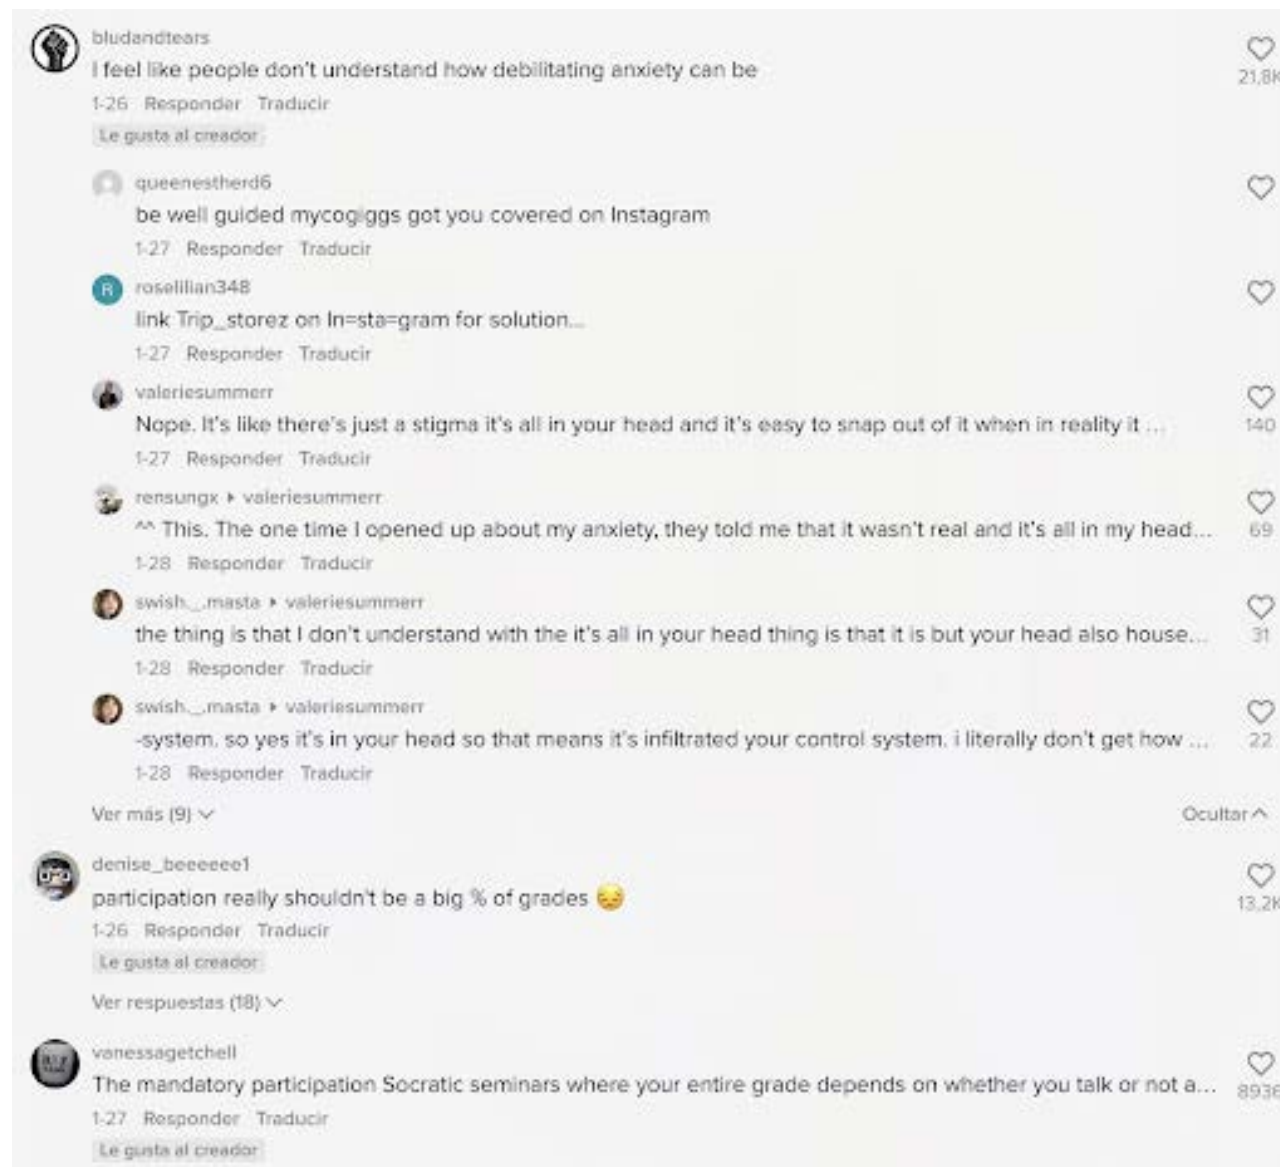 bludandtears
I feel like people don't understand how debilitating anxiety can be
21,8K
1-26 Responder Traducir
Le gusta al creador
queenestherd6
be well guided mycogiggs got you covered on Instagram
1-27 Responder Traducir
R
roselilian348
link Trip_storez on In=sta=gram for solution...
1-27 Responder Traducir
valeriesummerr
Nope. It's like there's just a stigma it's all in your head and it's easy to snap out of it when in reality it ...
140
1-27 Responder Traducir
rensungx ▸ valeriesummerr
^^ This. The one time I opened up about my anxiety, they told me that it wasn't real and it's all in my head...
69
1-28 Responder Traducir
swish._.masta ▸ valeriesummerr
the thing is that I don't understand with the it's all in your head thing is that it is but your head also house...
31
1-28 Responder Traducir
swish._.masta ▸ valeriesummerr
-system. so yes it's in your head so that means it's infiltrated your control system. i literally don't get how ...
22
1-28 Responder Traducir
Ver más (9)
Ocultar
denise_beeeeee1
participation really shouldn't be a big % of grades 😔
13,2K
1-26 Responder Traducir
Le gusta al creador
Ver respuestas (18)
vanessagetchell
The mandatory participation Socratic seminars where your entire grade depends on whether you talk or not a...
8936
1-27 Responder Traducir
Le gusta al creador